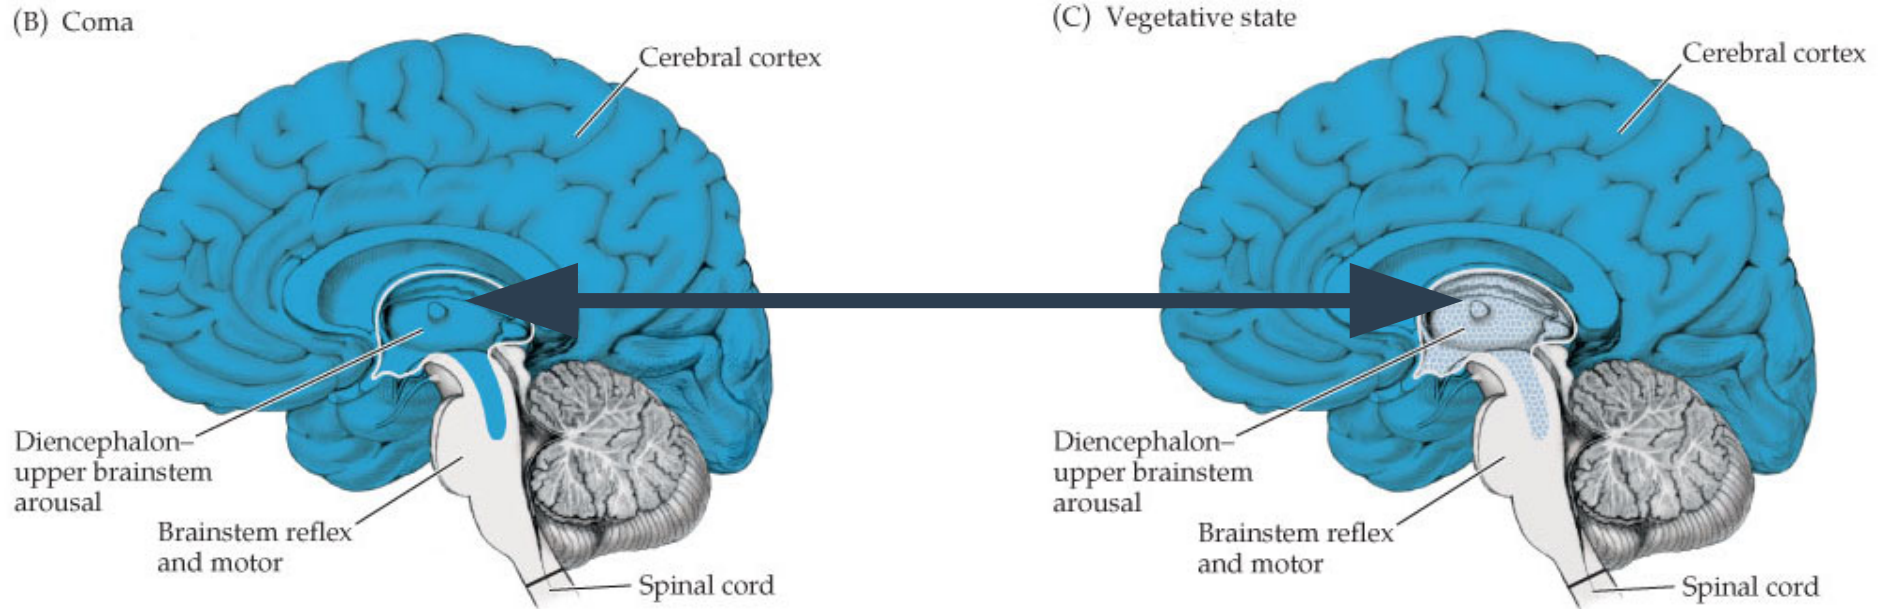 (B) Coma
Cerebral cortex
Diencephalon–
upper brainstem
arousal
Brainstem reflex
and motor
Spinal cord
(C) Vegetative state
Cerebral cortex
Diencephalon–
upper brainstem
arousal
Brainstem reflex
and motor
Spinal cord